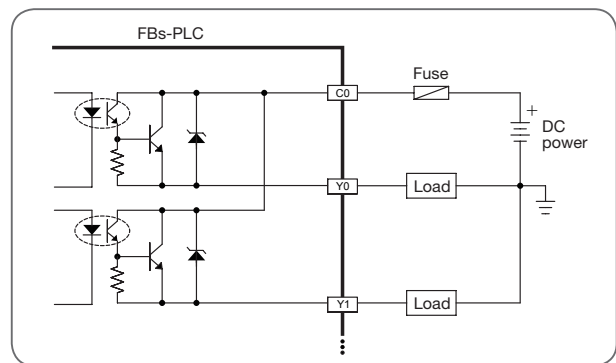 FBs-PLC
C0
Fuse
+
DC
power
Y0
Load
Y1
Load